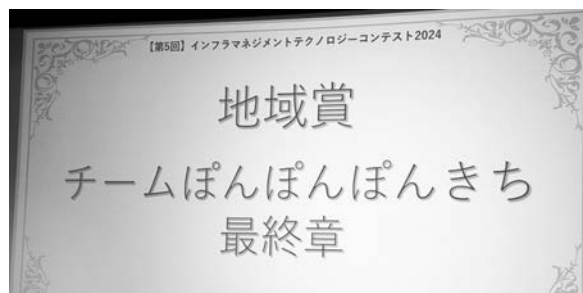 【第5回】インフラマネジメントテクノロジーコンテスト2024
地域賞
チームぽんぽんぽんきち
最終章